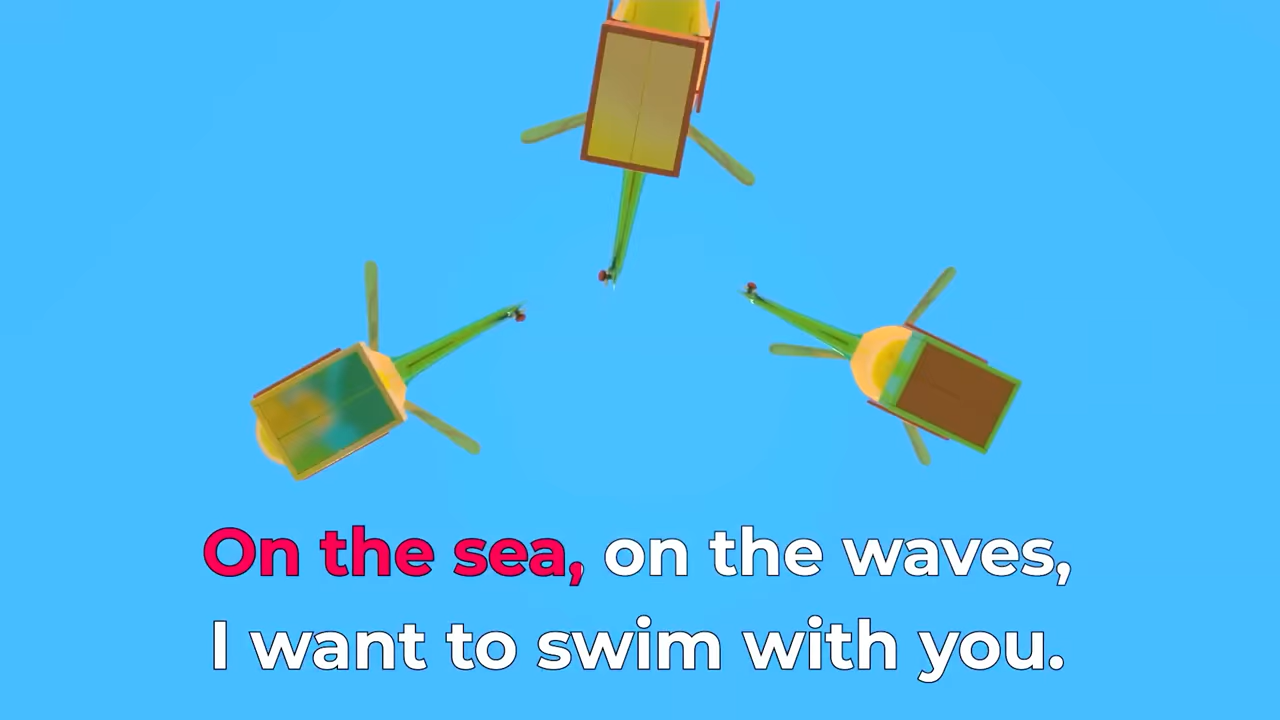 On the sea, on the waves,
I want to swim with you.